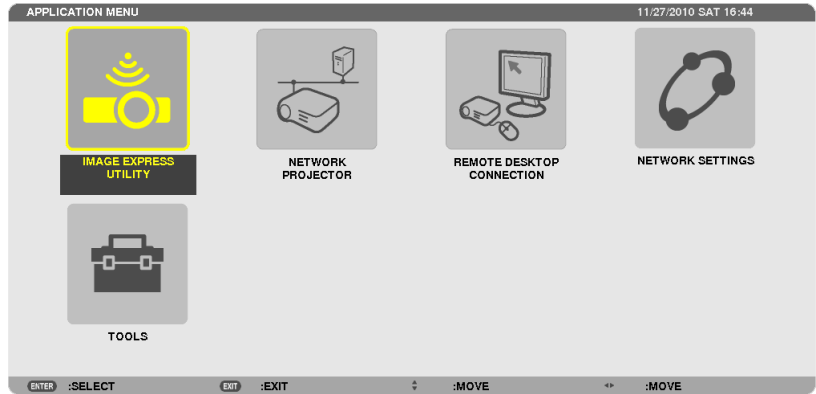 APPLICATION MENU 11/27/2010 SAT 16:44
IMAGE EXPRESS
UTILITY
NETWORK
PROJECTOR
REMOTE DESKTOP
CONNECTION
NETWORK SETTINGS
TOOLS
ENTER :SELECT EXIT :EXIT :MOVE :MOVE